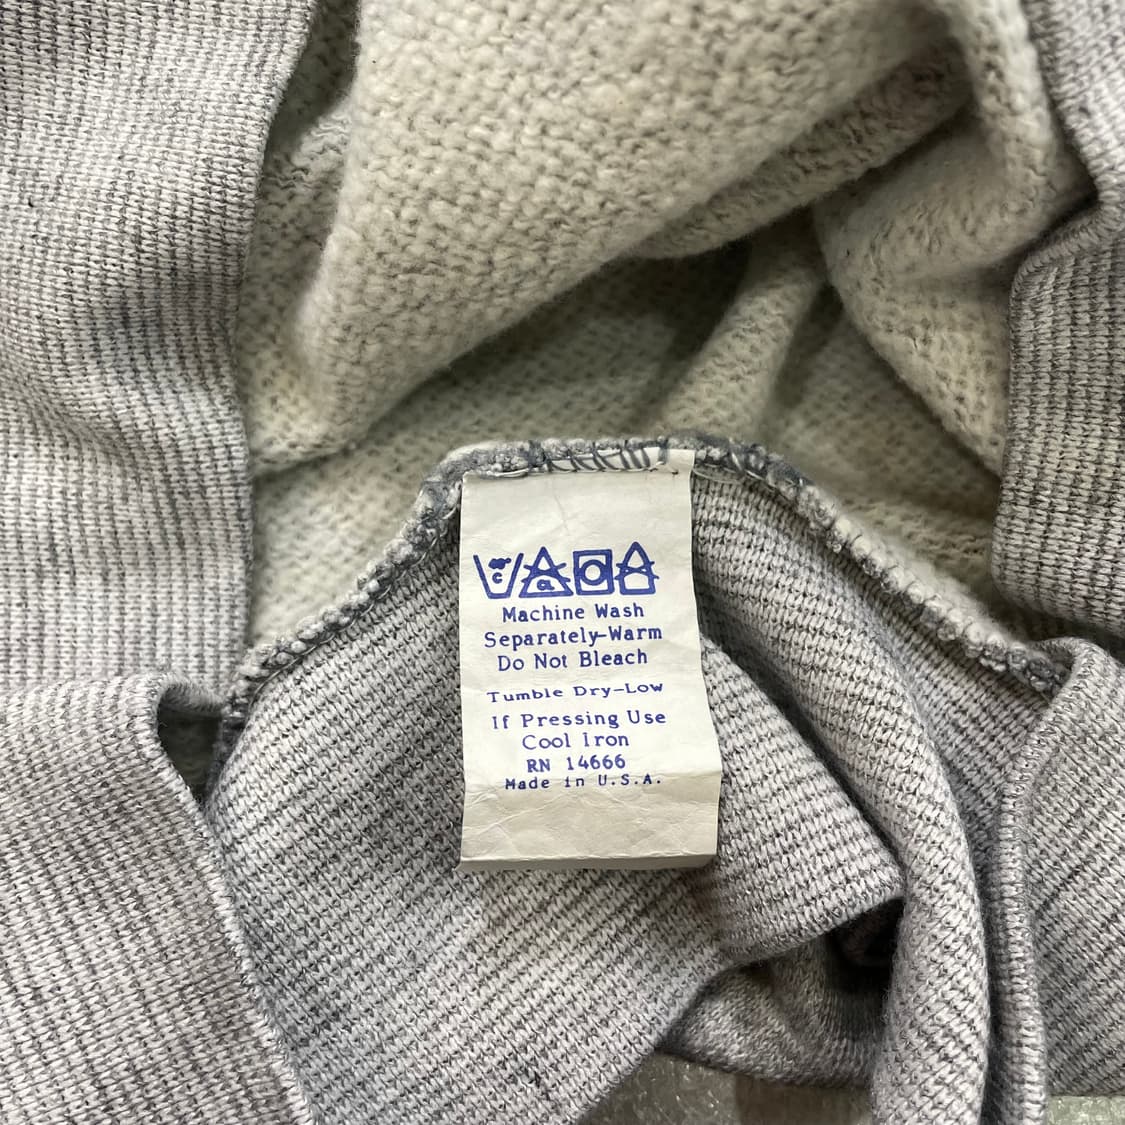 c a
Machine Wash
Separately-Warm
Do Not Bleach
Tumble Dry-Low
If Pressing Use
Cool Iron
RN 14666
Made in U.S.A.